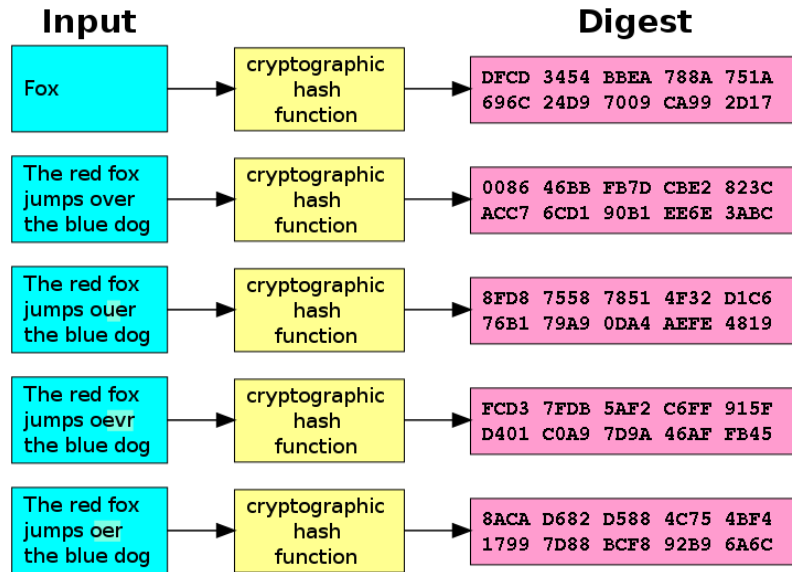 Input
Digest
Fox
cryptographic
hash
function
DFCD 3454 BBEA 788A 751A
696C 24D9 7009 CA99 2D17
The red fox
jumps over
the blue dog
cryptographic
hash
function
0086 46BB FB7D CBE2 823C
ACC7 6CD1 90B1 EE6E 3ABC
The red fox
jumps ouer
the blue dog
cryptographic
hash
function
8FD8 7558 7851 4F32 D1C6
76B1 79A9 0DA4 AEFE 4819
The red fox
jumps oevr
the blue dog
cryptographic
hash
function
FCD3 7FDB 5AF2 C6FF 915F
D401 C0A9 7D9A 46AF FB45
The red fox
jumps oer
the blue dog
cryptographic
hash
function
8ACA D682 D588 4C75 4BF4
1799 7D88 BCF8 92B9 6A6C